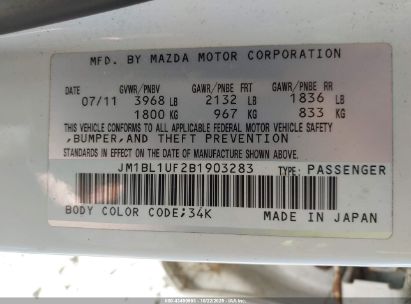 MFD. BY MAZDA MOTOR CORPORATION
DATE GVWR/PNBV GAWR/PNBE FRT GAWR/PNBE RR
07/11 3968 LB 2132 LB 1836 LB
1800 KG 967 KG 833 KG
THIS VEHICLE CONFORMS TO ALL APPLICABLE FEDERAL MOTOR VEHICLE SAFETY
,BUMPER,AND THEFT PREVENTION
STANDARDS IN EFFECT ON THE DATE OF MANUFACTURE SHOWN ABOVE.
JM1BL1UF2B1903283 TYPE: PASSENGER
BODY COLOR CODE;34K MADE IN JAPAN